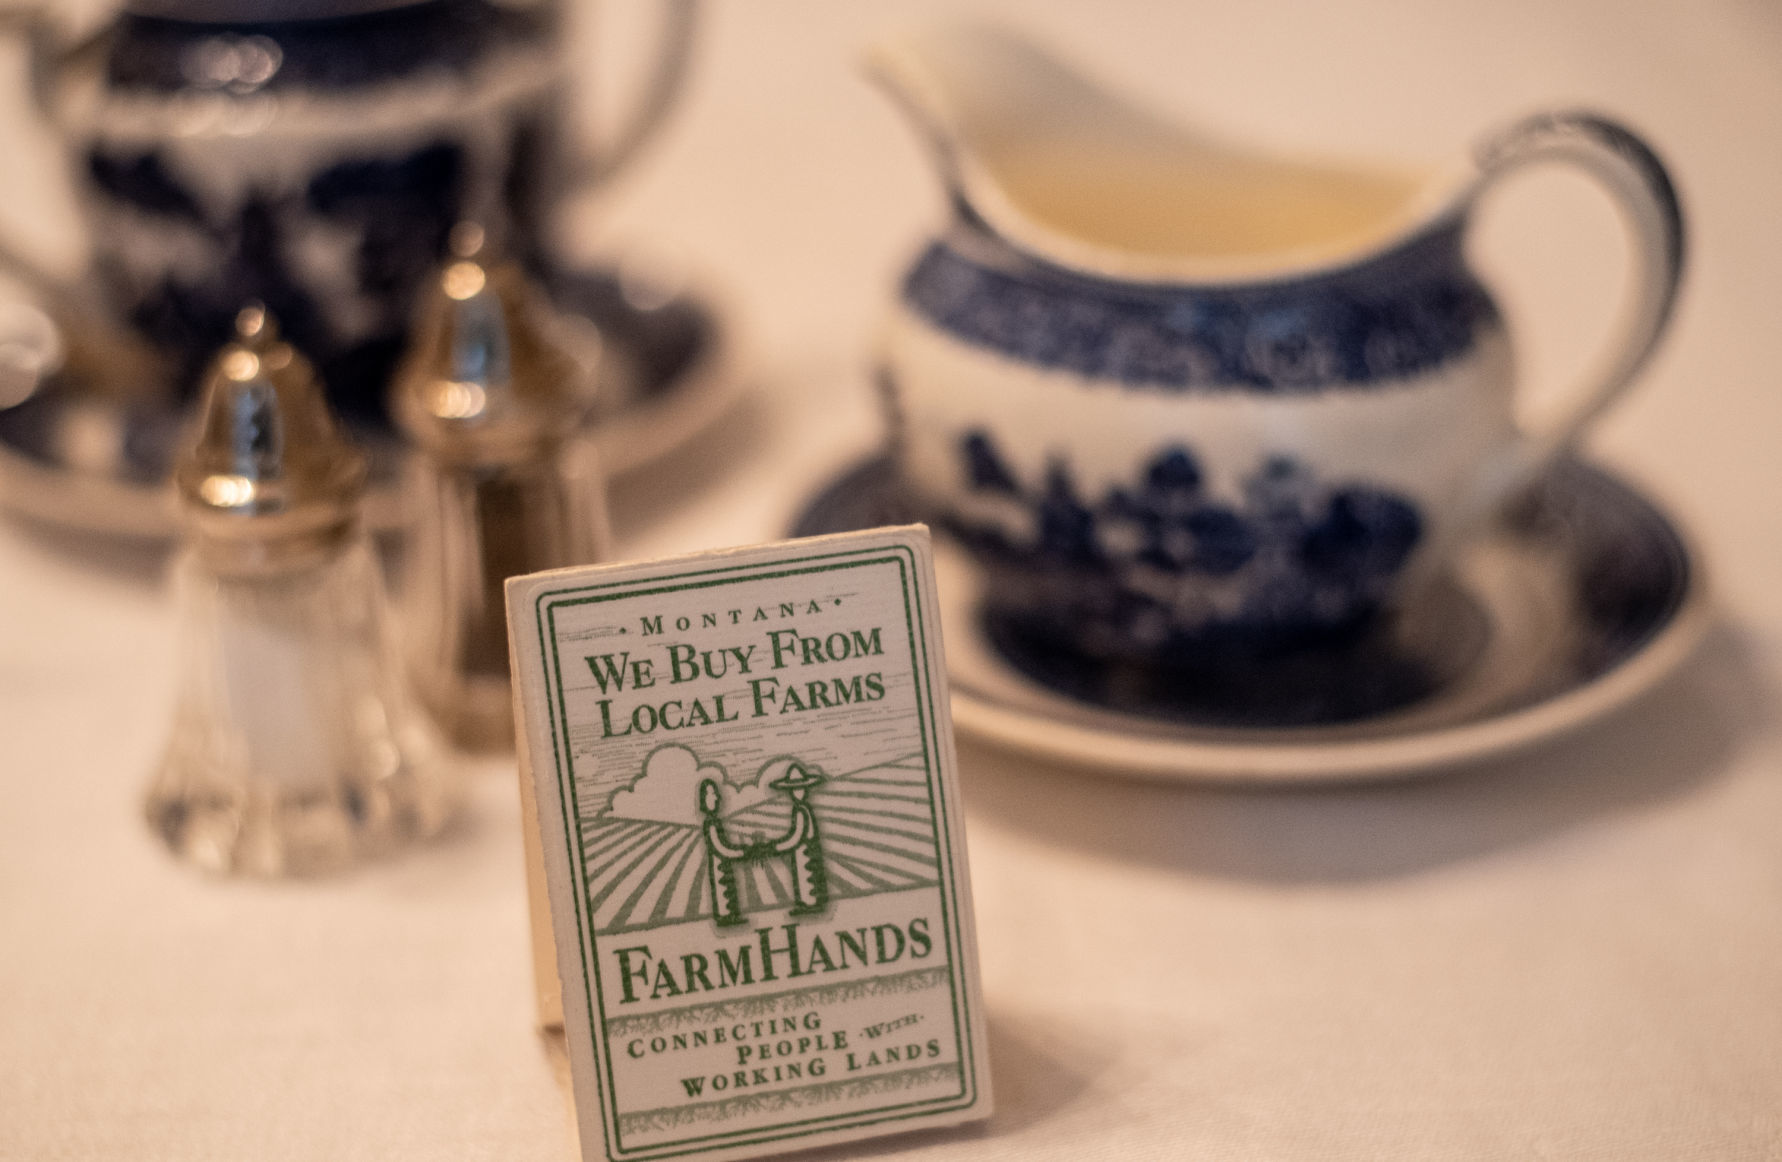 • MONTANA •
WE BUY FROM
LOCAL FARMS
FARMHANDS
CONNECTING
PEOPLE • WITH •
WORKING LANDS